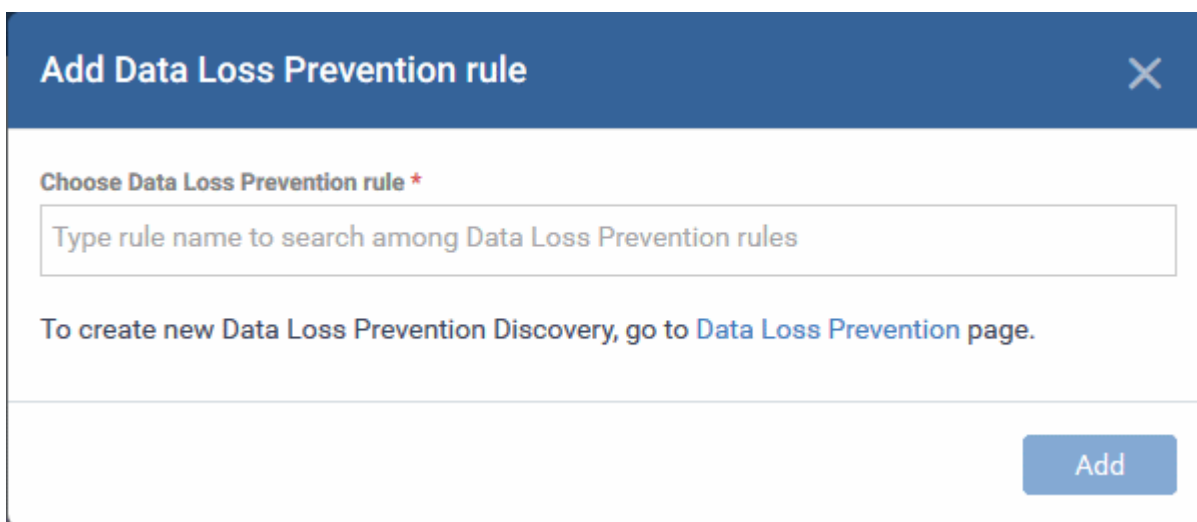 Add Data Loss Prevention rule
Choose Data Loss Prevention rule *
Type rule name to search among Data Loss Prevention rules
To create new Data Loss Prevention Discovery, go to Data Loss Prevention page.
Add